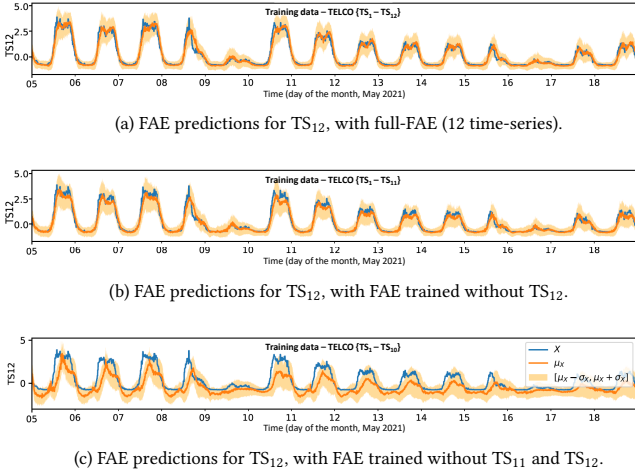 Training data – TELCO {TS₁ – TS₁₂}
5.0
2.5
0.0
TS12
05 06 07 08 09 10 11 12 13 14 15 16 17 18
Time (day of the month, May 2021)
(a) FAE predictions for TS₁₂, with full-FAE (12 time-series).
Training data – TELCO {TS₁ – TS₁₁}
5.0
2.5
0.0
TS12
05 06 07 08 09 10 11 12 13 14 15 16 17 18
Time (day of the month, May 2021)
(b) FAE predictions for TS₁₂, with FAE trained without TS₁₂.
Training data – TELCO {TS₁ – TS₁₀}
5
0
TS12
X
μₓ
[μₓ − σₓ, μₓ + σₓ]
05 06 07 08 09 10 11 12 13 14 15 16 17 18
Time (day of the month, May 2021)
(c) FAE predictions for TS₁₂, with FAE trained without TS₁₁ and TS₁₂.